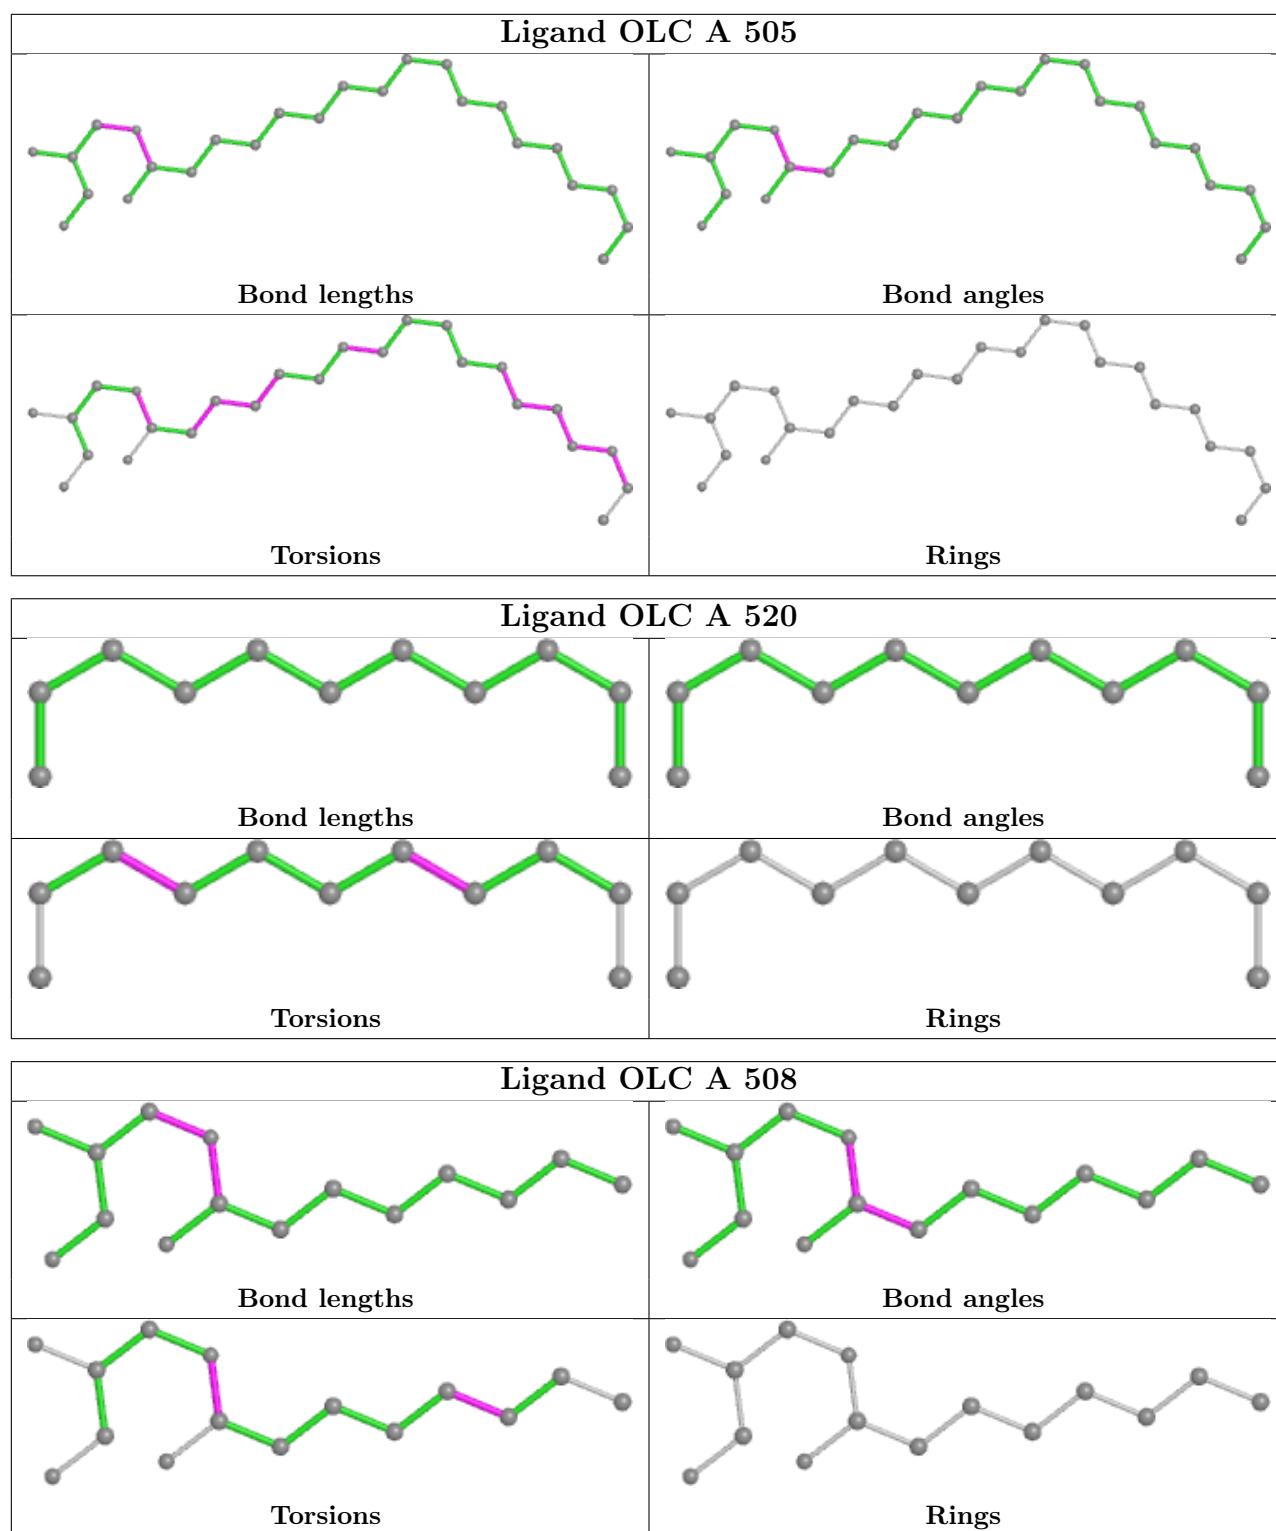 Ligand OLC A 505
Bond lengths
Bond angles
Torsions
Rings
Ligand OLC A 520
Bond lengths
Bond angles
Torsions
Rings
Ligand OLC A 508
Bond lengths
Bond angles
Torsions
Rings